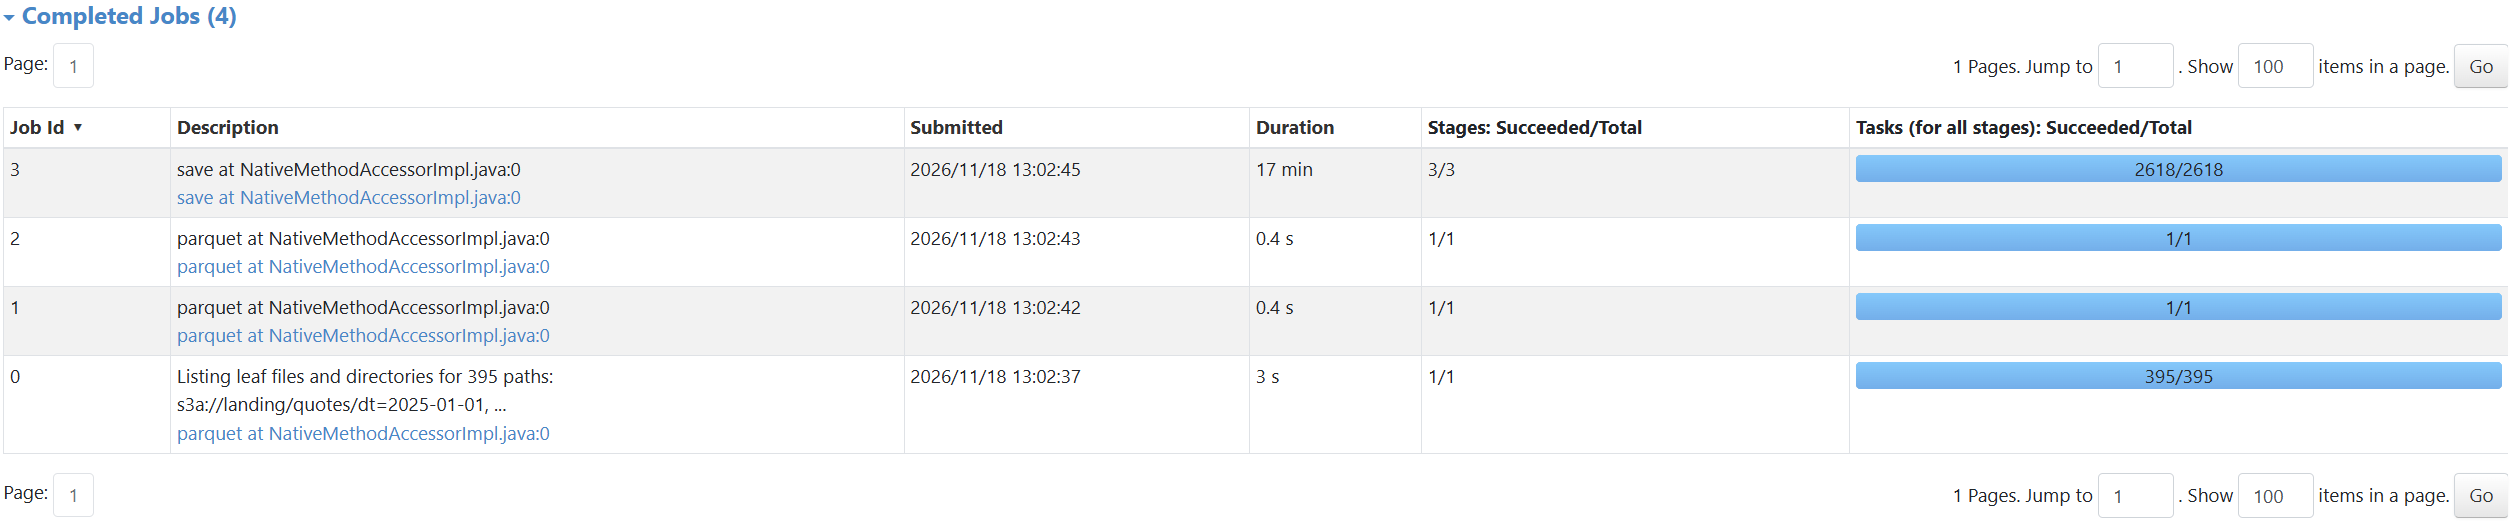 Completed Jobs (4)
Page: 1
1 Pages. Jump to 1 . Show 100 items in a page. Go
Job Id ▼ Description Submitted Duration Stages: Succeeded/Total Tasks (for all stages): Succeeded/Total
3 save at NativeMethodAccessorImpl.java:0 2026/11/18 13:02:45 17 min 3/3 2618/2618
save at NativeMethodAccessorImpl.java:0
2 parquet at NativeMethodAccessorImpl.java:0 2026/11/18 13:02:43 0.4 s 1/1 1/1
parquet at NativeMethodAccessorImpl.java:0
1 parquet at NativeMethodAccessorImpl.java:0 2026/11/18 13:02:42 0.4 s 1/1 1/1
parquet at NativeMethodAccessorImpl.java:0
0 Listing leaf files and directories for 395 paths: 2026/11/18 13:02:37 3 s 1/1 395/395
s3a://landing/quotes/dt=2025-01-01, ...
parquet at NativeMethodAccessorImpl.java:0
Page: 1
1 Pages. Jump to 1 . Show 100 items in a page. Go